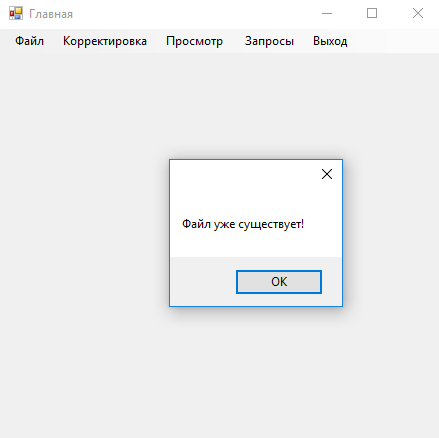 Главная
Файл Корректировка Просмотр Запросы Выход
Файл уже существует!
OK